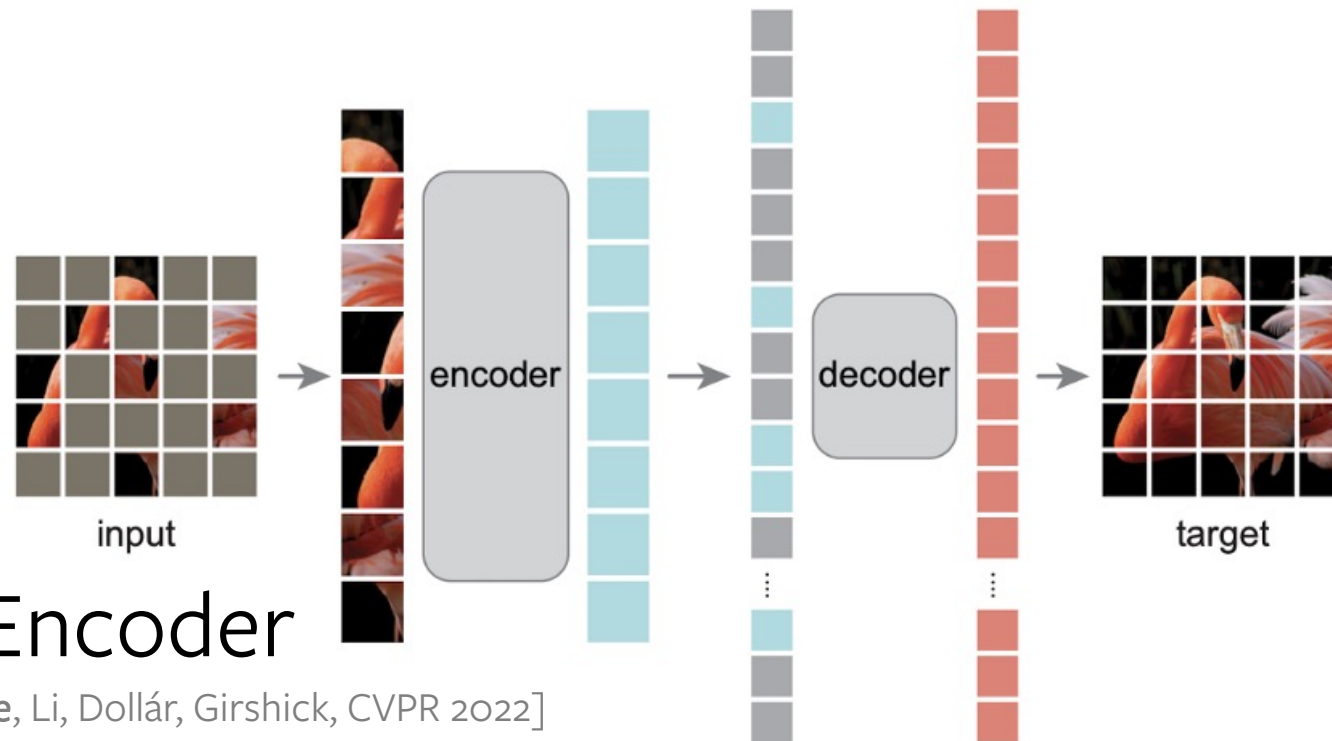 encoder
decoder
input
target
Encoder
e, Li, Dollár, Girshick, CVPR 2022]